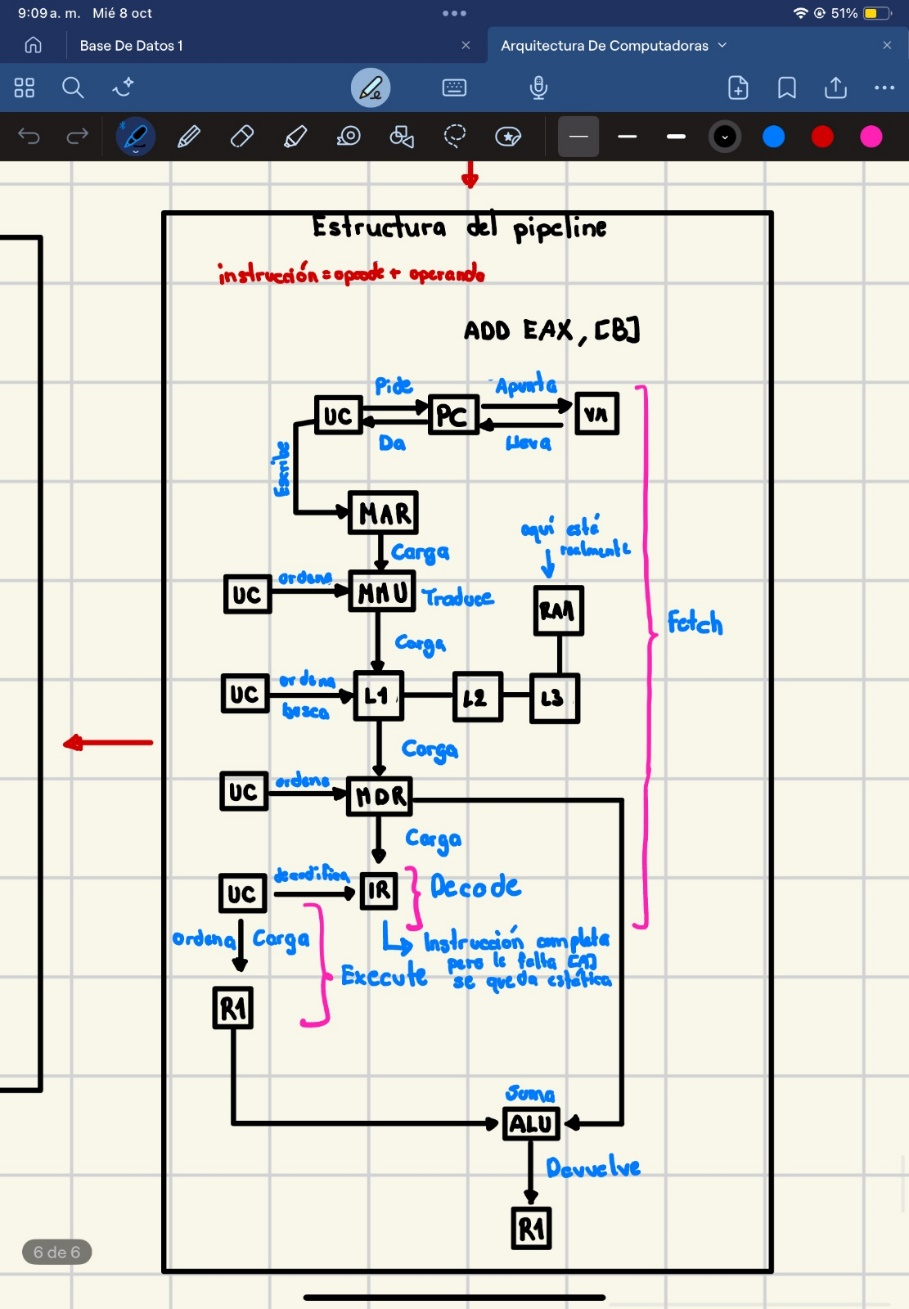 9:09 a. m. Mié 8 oct
51%
Base De Datos 1
Arquitectura De Computadoras
Estructura del pipeline
instrucción = opcode + operando
ADD EAX, [B]
Pide
Apunta
UC
PC
VM
Da
Lleva
Escribe
MAR
aquí está
realmente
Carga
ordena
UC
MMU
Traduce
RAM
Fetch
Carga
ordena
UC
L1
L2
L3
busca
Carga
ordena
UC
MDR
Carga
decodifica
UC
IR
Decode
ordena
Carga
Instrucción completa
pero le falta [A]
se queda estática
Execute
R1
Suma
ALU
Devuelve
R1
6 de 6